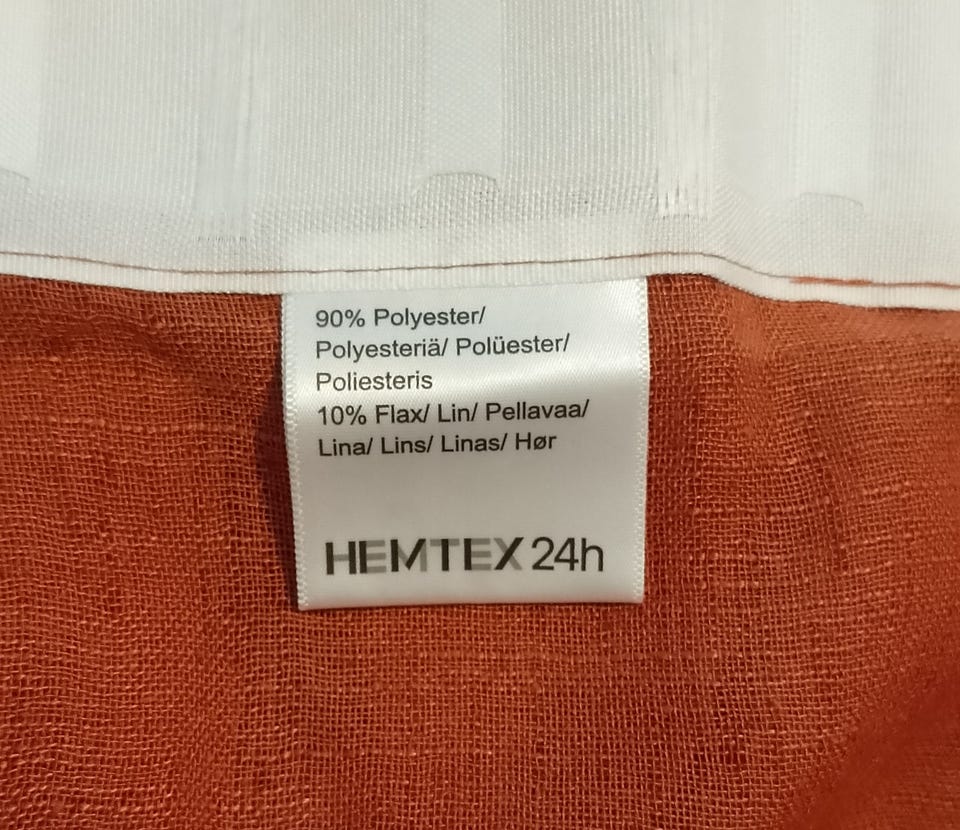 90% Polyester/
Polyesteriä/ Polüester/
Poliesteris
10% Flax/ Lin/ Pellavaa/
Lina/ Lins/ Linas/ Hør
HEMTEX 24h